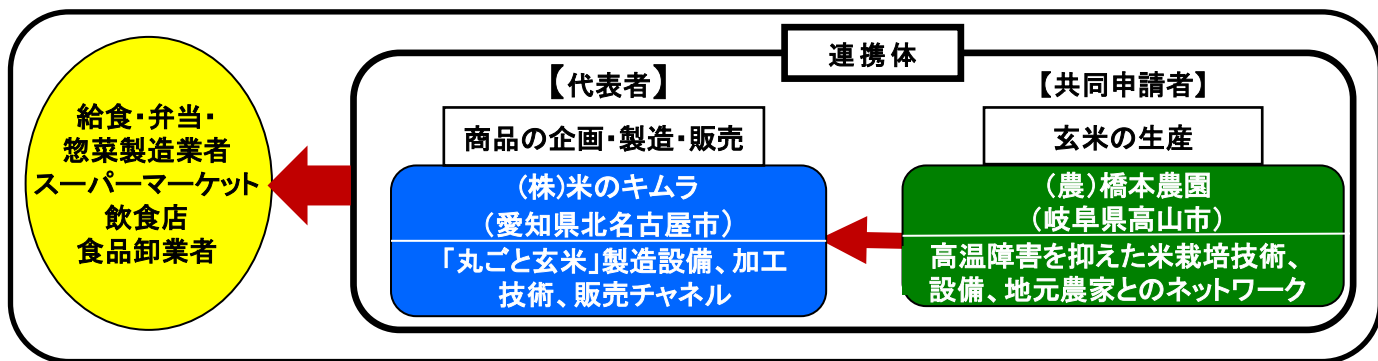 連携体
給食・弁当・
惣菜製造業者
スーパーマーケット
飲食店
食品卸業者
【代表者】
商品の企画・製造・販売
(株)米のキムラ
(愛知県北名古屋市)
「丸ごと玄米」製造設備、加工
技術、販売チャネル
【共同申請者】
玄米の生産
(農)橋本農園
(岐阜県高山市)
高温障害を抑えた米栽培技術、
設備、地元農家とのネットワーク